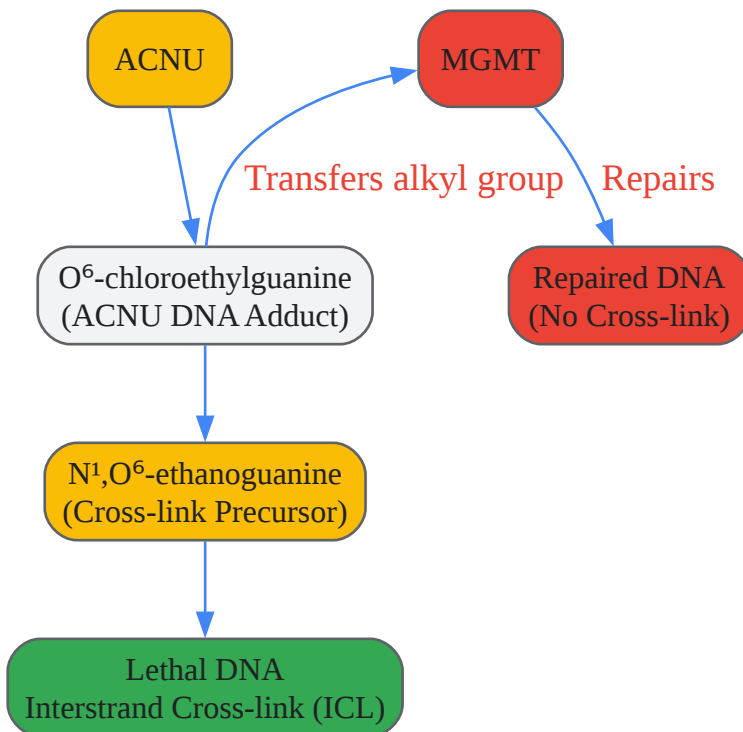 ACNU
MGMT
Transfers alkyl group
Repairs
O⁶-chloroethylguanine
(ACNU DNA Adduct)
Repaired DNA
(No Cross-link)
N¹,O⁶-ethanoguanine
(Cross-link Precursor)
Lethal DNA
Interstrand Cross-link (ICL)